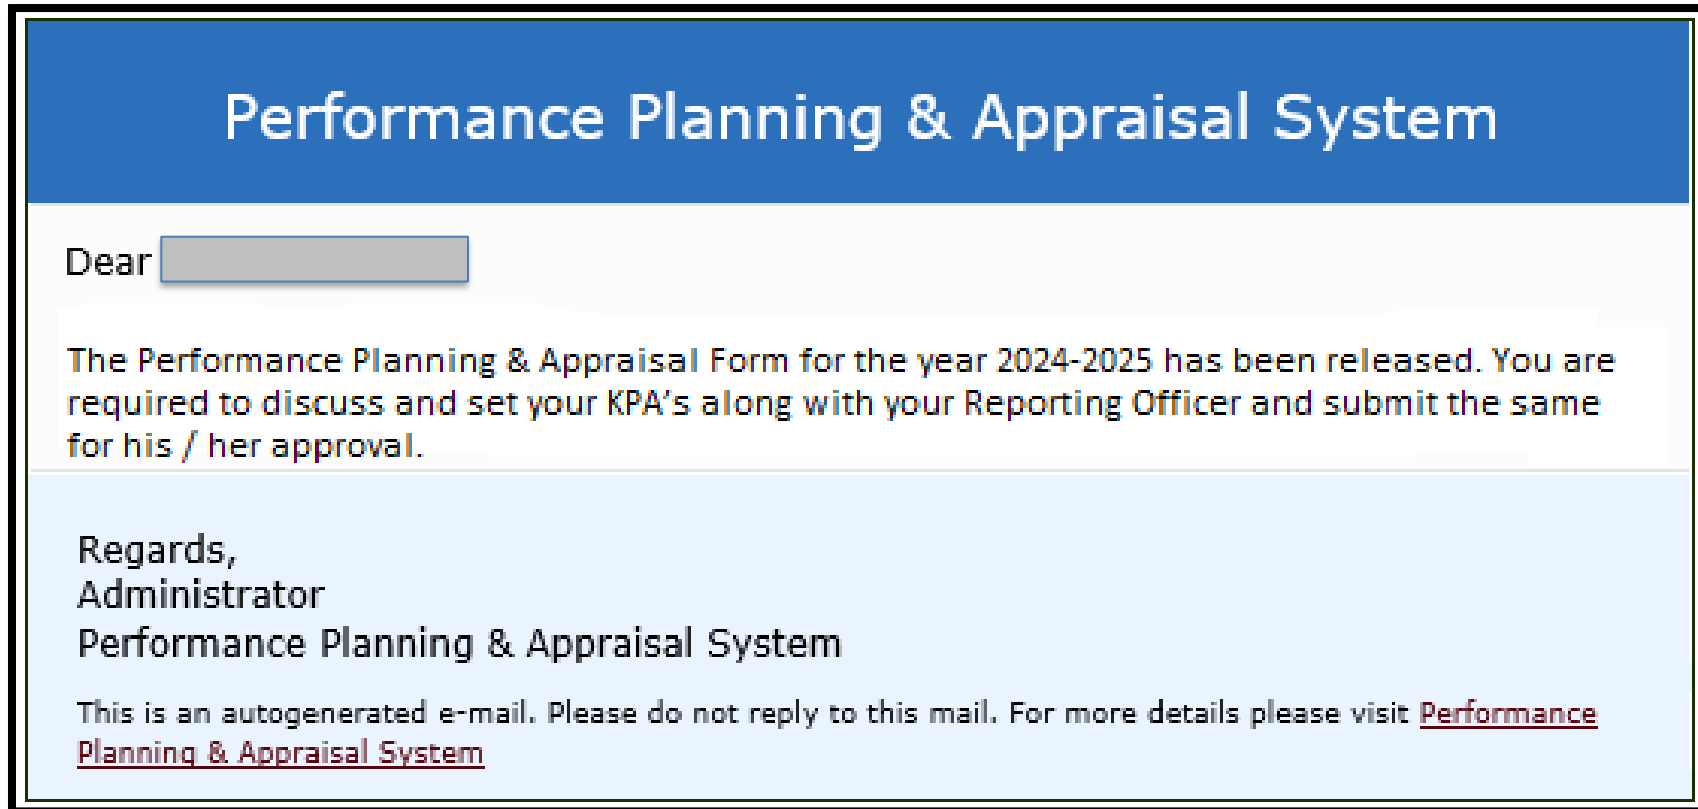 Performance Planning & Appraisal System
Dear
The Performance Planning & Appraisal Form for the year 2024-2025 has been released. You are
required to discuss and set your KPA's along with your Reporting Officer and submit the same
for his / her approval.
Regards,
Administrator
Performance Planning & Appraisal System
This is an autogenerated e-mail. Please do not reply to this mail. For more details please visit Performance
Planning & Appraisal System